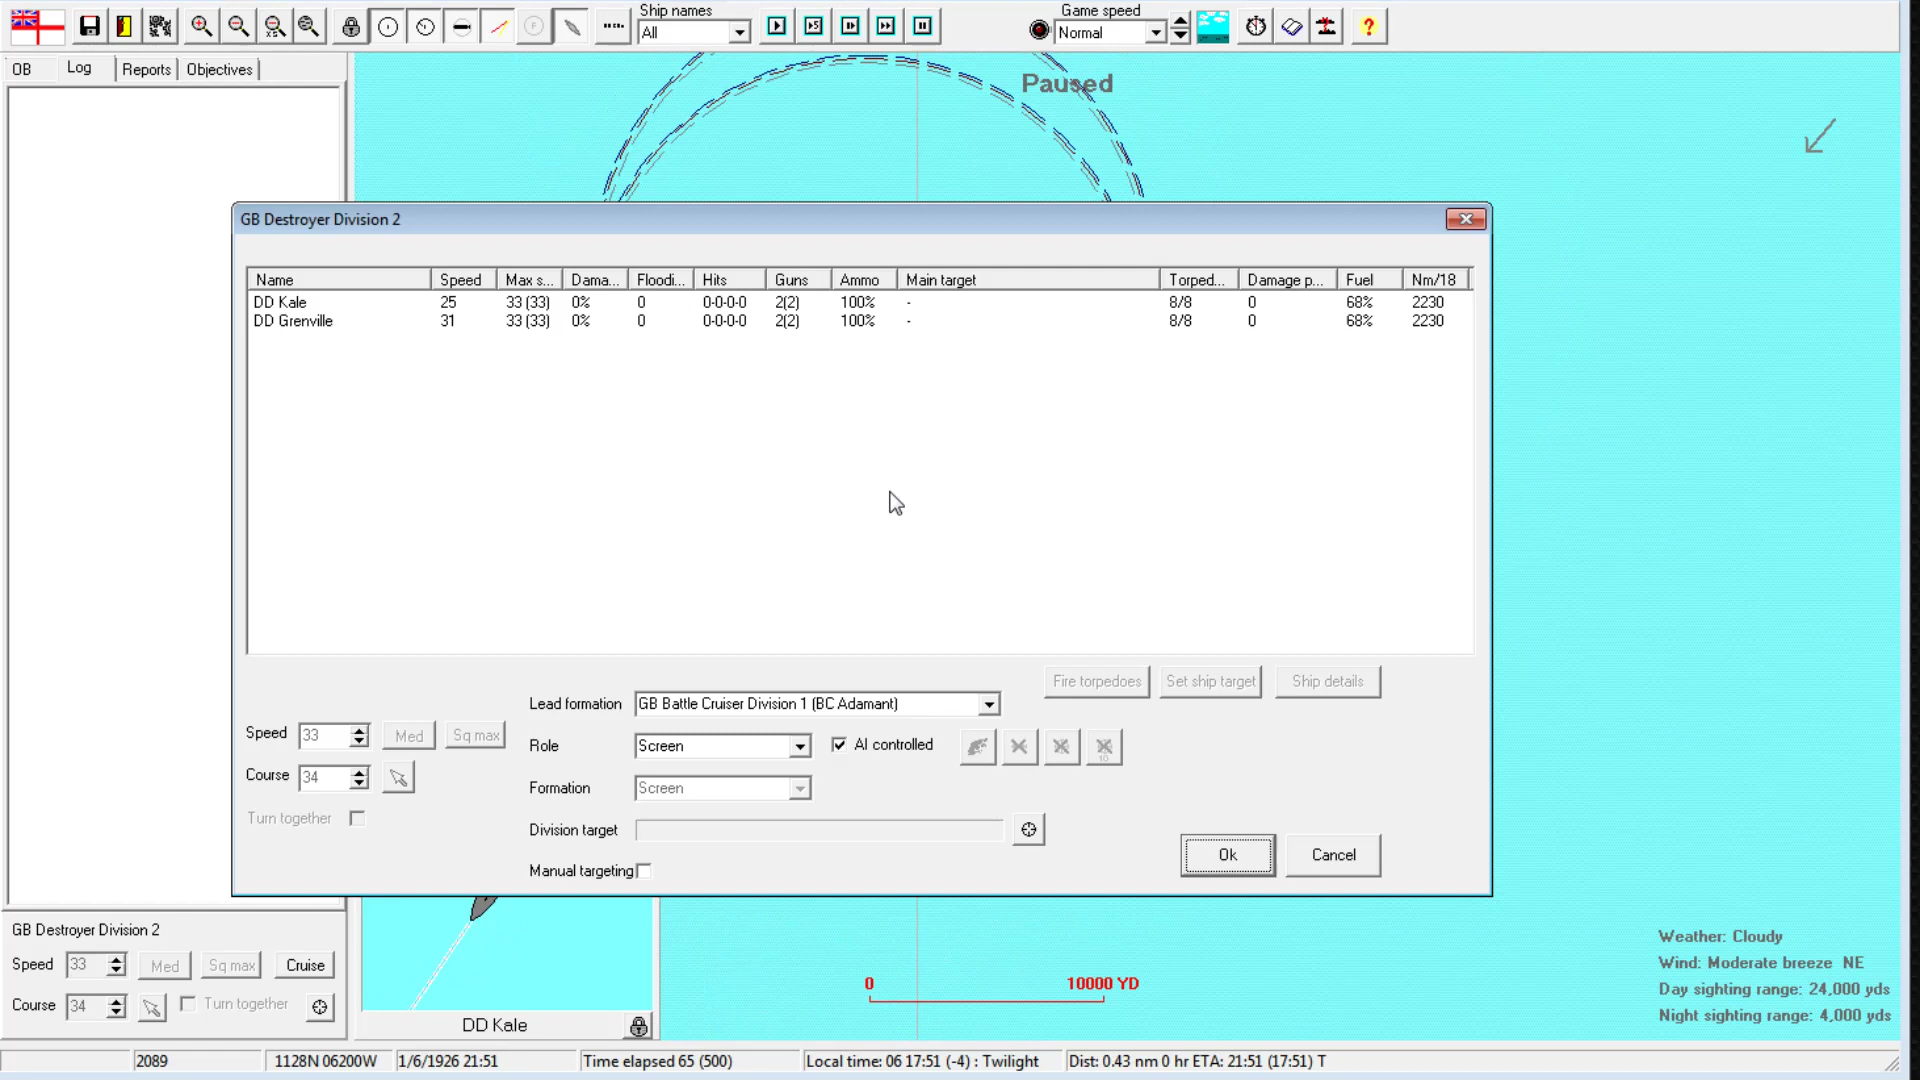 Ship names
All
Game speed
Normal
?
OB
Log
Reports
Objectives
Paused
GB Destroyer Division 2
Name Speed Max s... Dama... Floodi... Hits Guns Ammo Main target Torped... Damage p... Fuel Nm/18
DD Kale 25 33 (33) 0% 0 0-0-0-0 2(2) 100% - 8/8 0 68% 2230
DD Grenville 31 33 (33) 0% 0 0-0-0-0 2(2) 100% - 8/8 0 68% 2230
Fire torpedoes
Set ship target
Ship details
Lead formation GB Battle Cruiser Division 1 (BC Adamant)
Speed 33 Med Sq max
Role Screen AI controlled
Course 34
Formation Screen
Turn together
Division target
Manual targeting
Ok
Cancel
GB Destroyer Division 2
Speed 33 Med Sq max Cruise
Course 34 Turn together
DD Kale
0 10000 YD
Weather: Cloudy
Wind: Moderate breeze NE
Day sighting range: 24,000 yds
Night sighting range: 4,000 yds
2089
1128N 06200W
1/6/1926 21:51
Time elapsed 65 (500)
Local time: 06 17:51 (-4) : Twilight
Dist: 0.43 nm 0 hr ETA: 21:51 (17:51) T